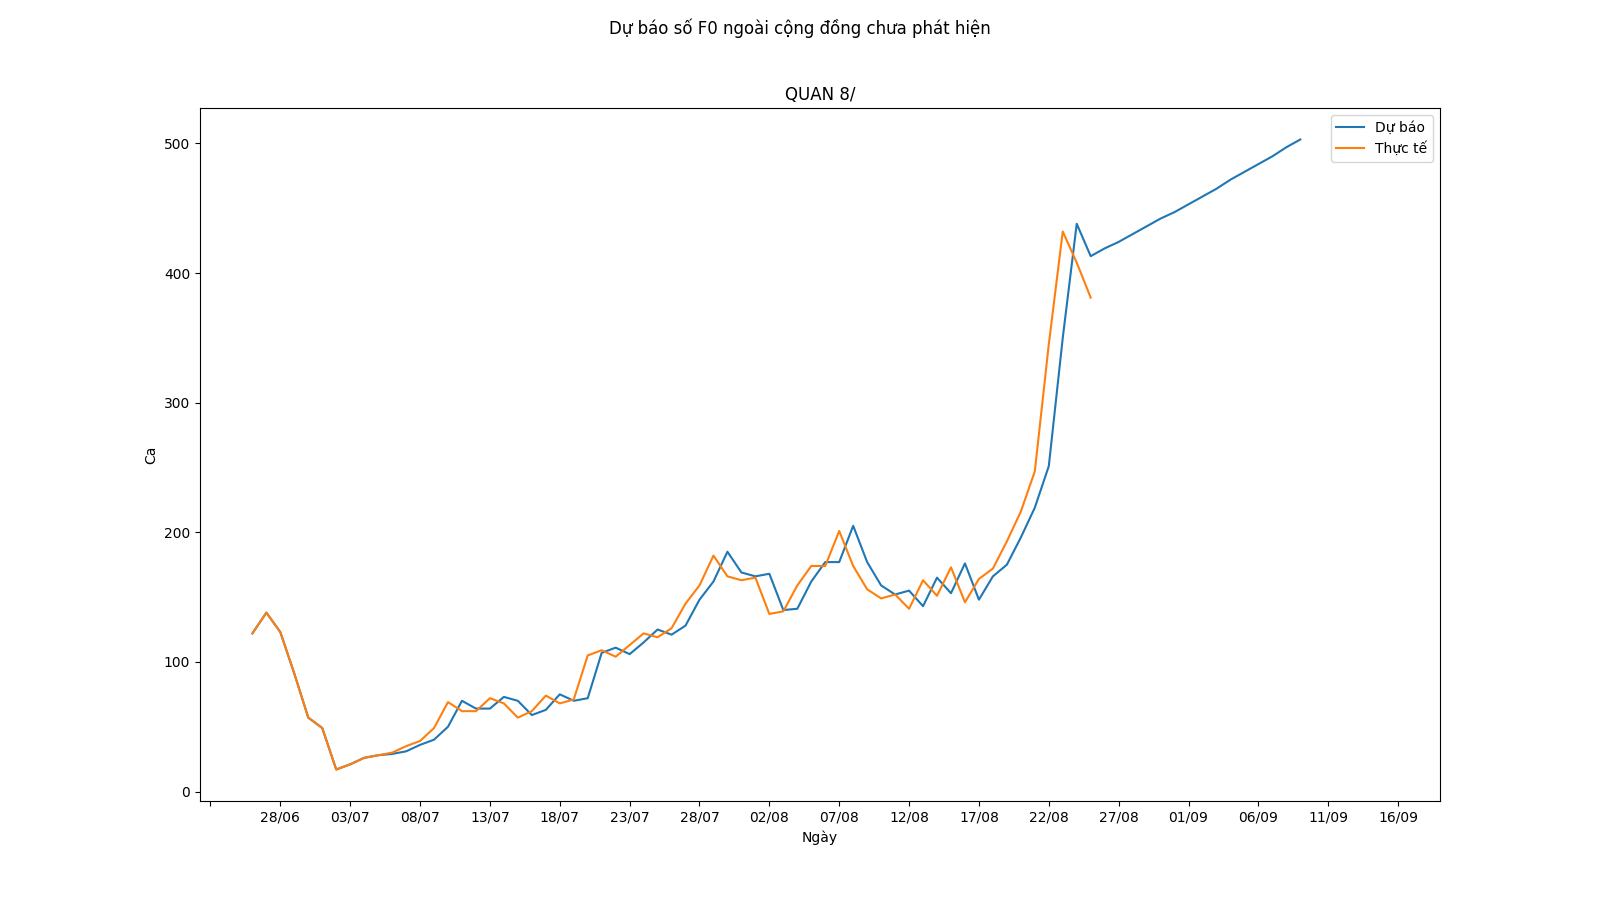 Dự báo số F0 ngoài cộng đồng chưa phát hiện
QUAN 8/
Dự báo
Thực tế
500
400
300
200
100
0
Ca
28/06 03/07 08/07 13/07 18/07 23/07 28/07 02/08 07/08 12/08 17/08 22/08 27/08 01/09 06/09 11/09 16/09
Ngày